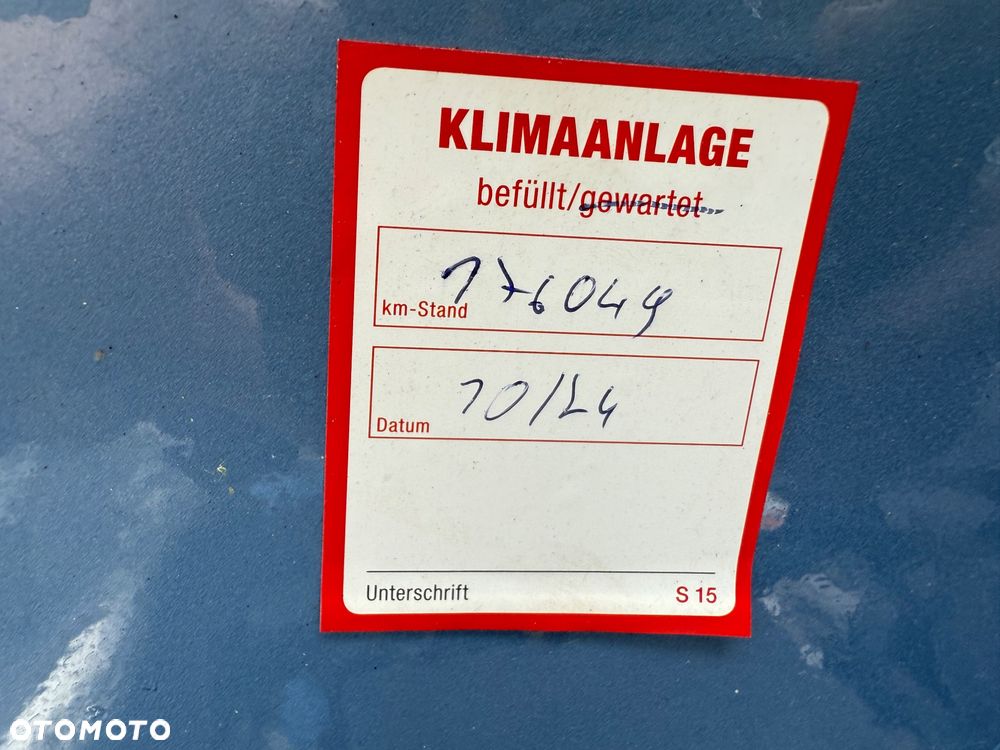 KLIMAANLAGE
befüllt/gewartet
176049
km-Stand
10/24
Datum
Unterschrift S 15
OTOMOTO